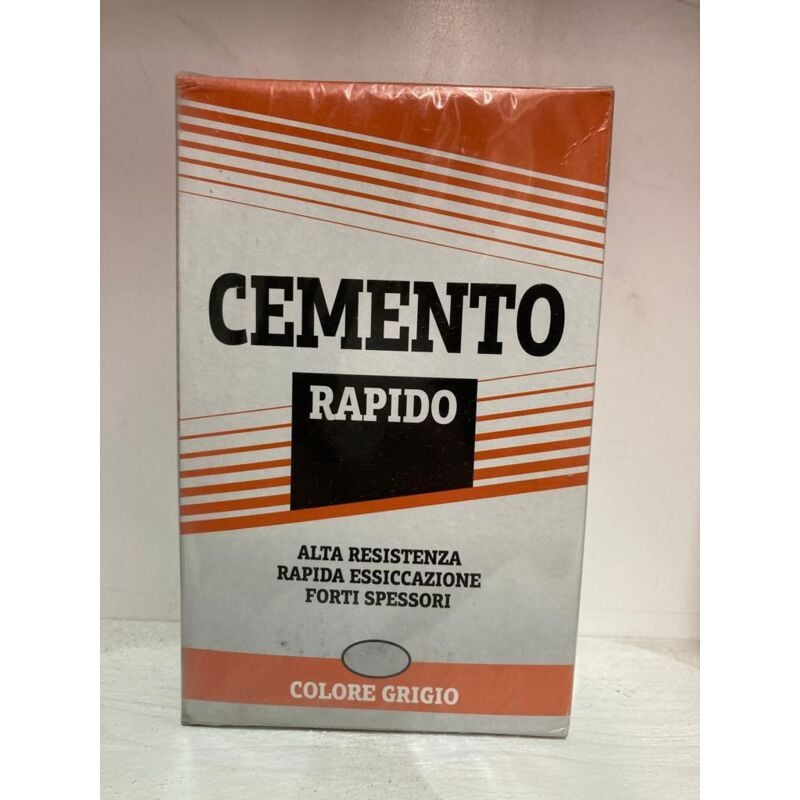 CEMENTO
RAPIDO
ALTA RESISTENZA
RAPIDA ESSICCAZIONE
FORTI SPESSORI
COLORE GRIGIO